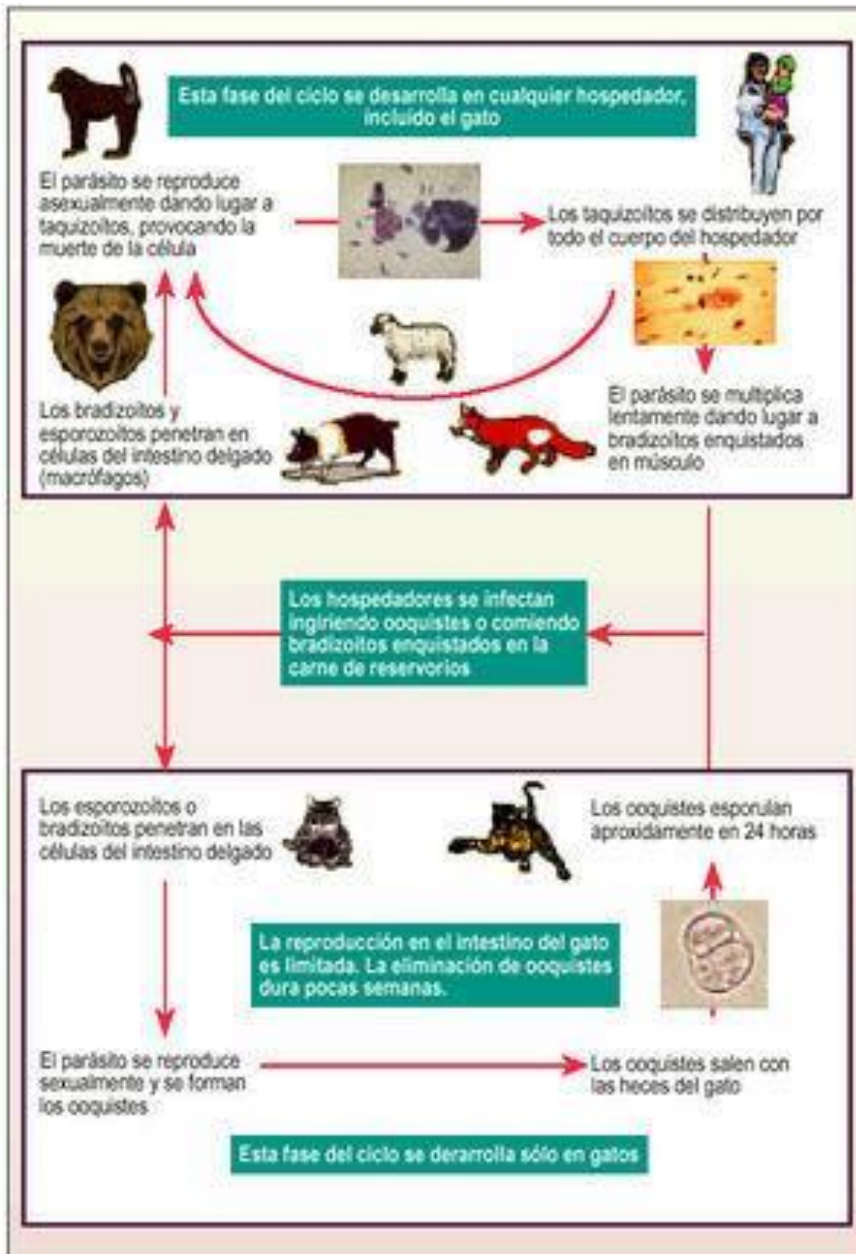 Esta fase del ciclo se desarrolla en cualquier hospedador,
incluido el gato
El parásito se reproduce
asexualmente dando lugar a
taquizoítos, provocando la
muerte de la célula
Los taquizoítos se distribuyen por
todo el cuerpo del hospedador
Los bradizoítos y
esporozoítos penetran en
células del intestino delgado
(macrófagos)
El parásito se multiplica
lentamente dando lugar a
bradizoítos enquistados
en músculo
Los hospedadores se infectan
ingiriendo ooquistes o comiendo
bradizoitos enquistados en la
carne de reservorios
Los esporozoítos o
bradizoítos penetran en las
células del intestino delgado
Los ooquistes esporulan
aproxidamente en 24 horas
La reproducción en el intestino del gato
es limitada. La eliminación de ooquistes
dura pocas semanas.
El parásito se reproduce
sexualmente y se forman
los ooquistes
Los ooquistes salen con
las heces del gato
Esta fase del ciclo se derarrolla sólo en gatos